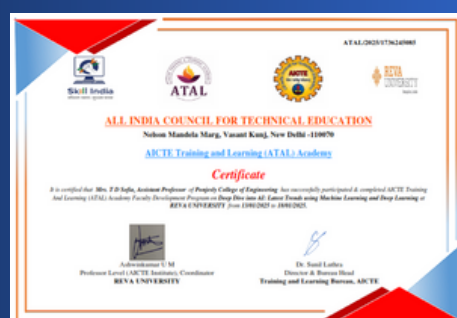 ATAL/2025/1736245085
Skill India
ATAL
AICTE
REVA
UNIVERSITY
ALL INDIA COUNCIL FOR TECHNICAL EDUCATION
Nelson Mandela Marg, Vasant Kunj, New Delhi -110070
AICTE Training and Learning (ATAL) Academy
Certificate
It is certified that Mrs. T D Sofia, Assistant Professor of Ponjesly College of Engineering has successfully participated & completed AICTE Training
And Learning (ATAL) Academy Faculty Development Program on Deep Dive into AI: Latest Trends using Machine Learning and Deep Learning at
REVA UNIVERSITY from 13/01/2025 to 18/01/2025.
Ashwinkumar U M
Professor Level (AICTE Institute), Coordinator
REVA UNIVERSITY
Dr. Sunil Luthra
Director & Bureau Head
Training and Learning Bureau, AICTE